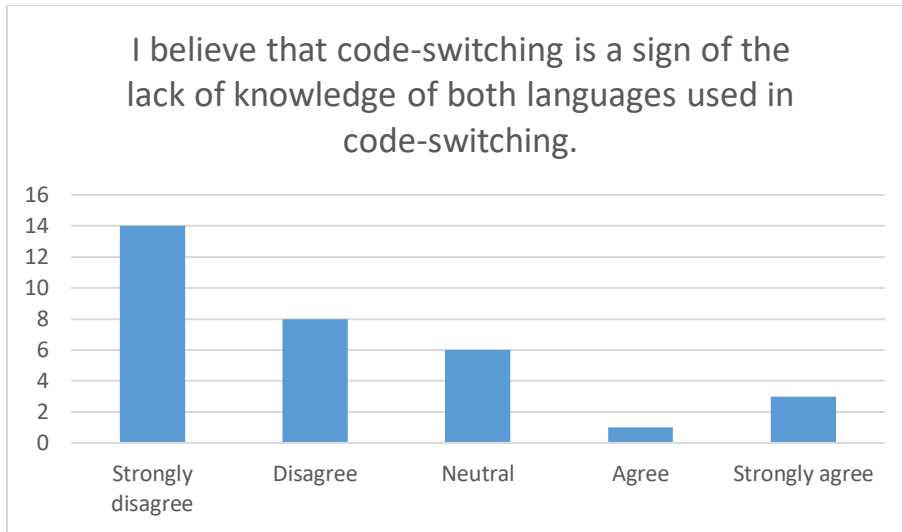 I believe that code-switching is a sign of the
lack of knowledge of both languages used in
code-switching.
16
14
12
10
8
6
4
2
0
Strongly
disagree
Disagree
Neutral
Agree
Strongly agree